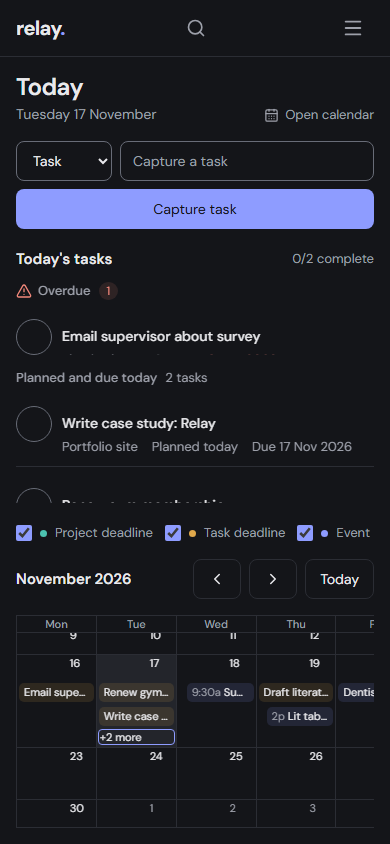 relay.
Today
Tuesday 17 November
Open calendar
Task
Capture a task
Capture task
Today's tasks
0/2 complete
Overdue 1
Email supervisor about survey
Planned and due today 2 tasks
Write case study: Relay
Portfolio site Planned today Due 17 Nov 2026
Project deadline Task deadline Event
November 2026
Today
Mon Tue Wed Thu F
9 10 11 12
16 17 18 19
Email supe... Renew gym... 9:30a Su... Draft literat... Dentis
Write case ... 2p Lit tab...
+2 more
23 24 25 26
30 1 2 3